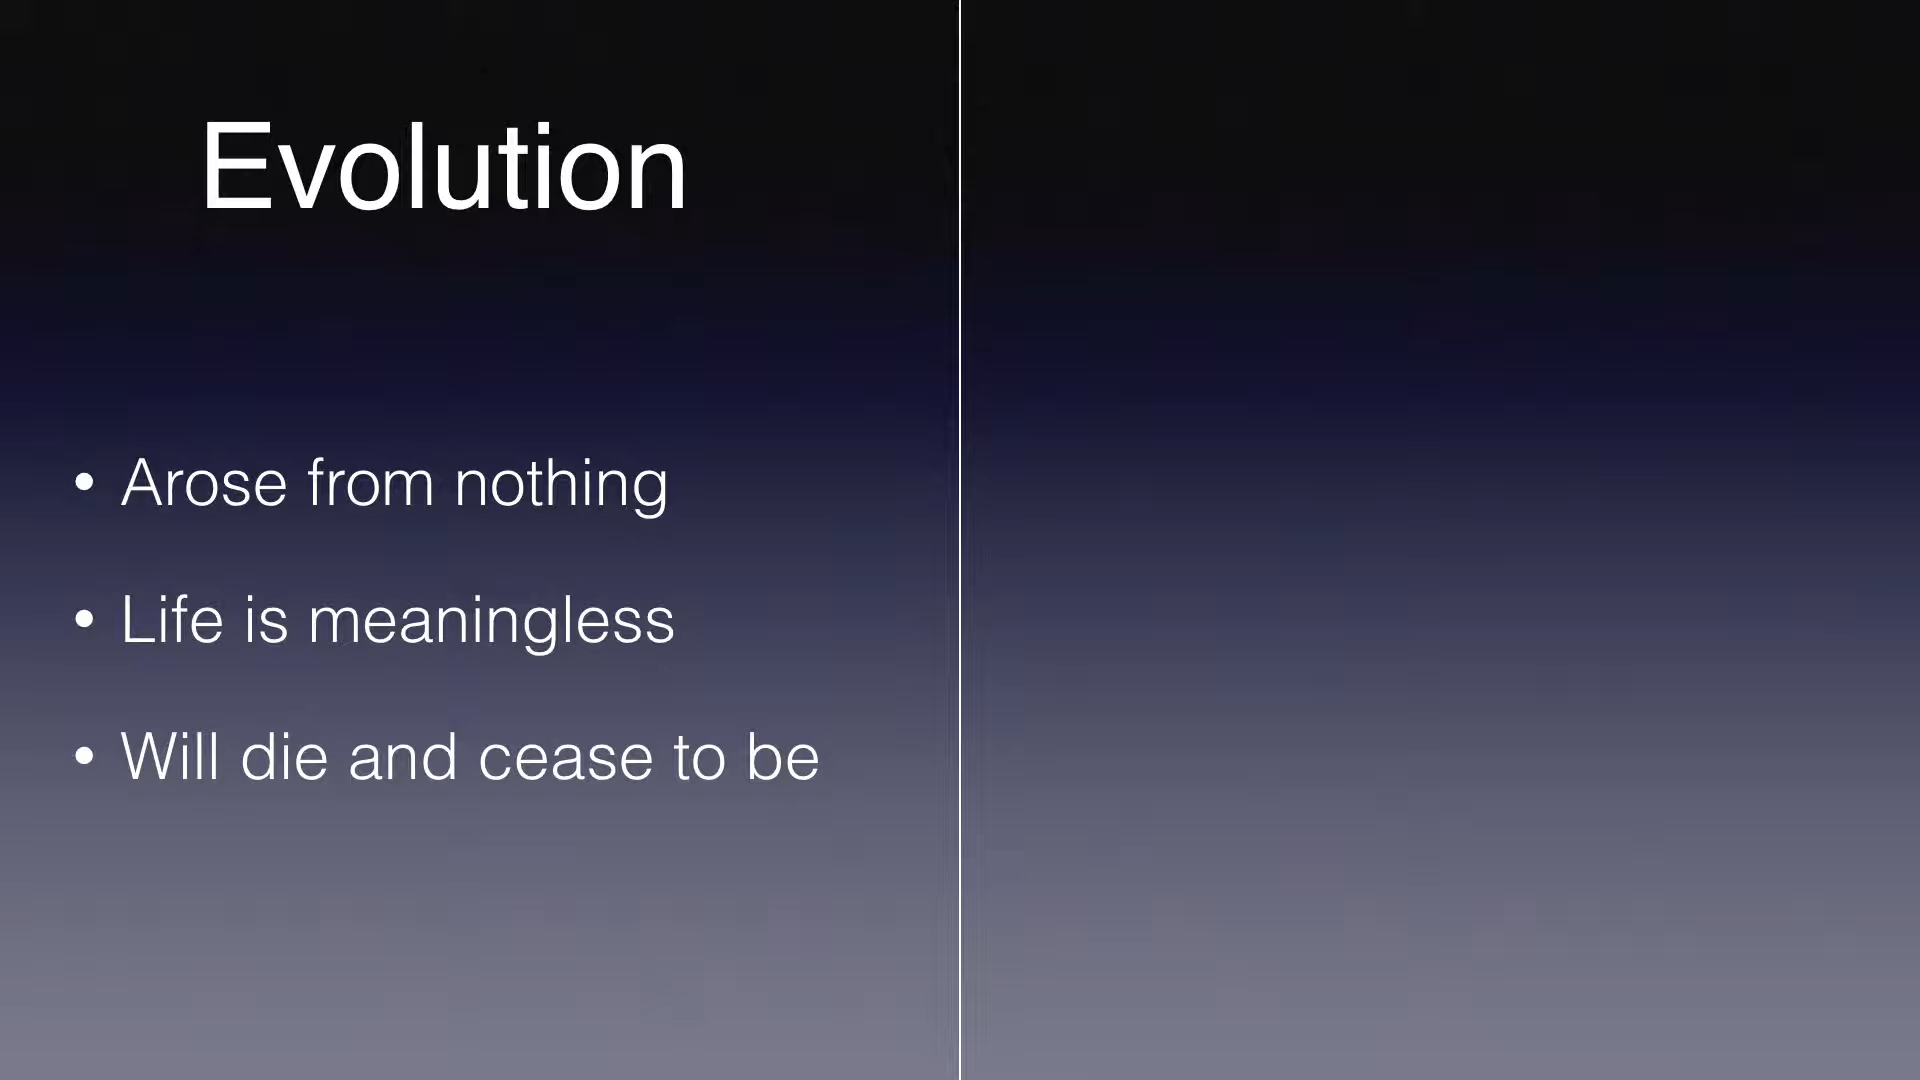 Evolution
• Arose from nothing
• Life is meaningless
• Will die and cease to be